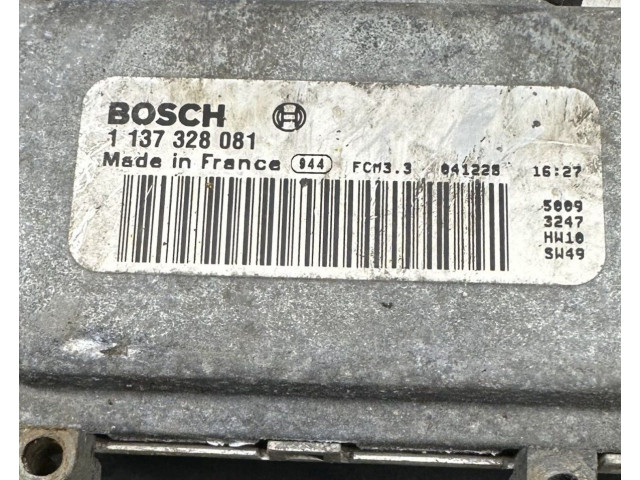 BOSCH
1 137 328 081
Made in France 944 FCM3.3 041228 16:27
5009
3247
HW10
SW49